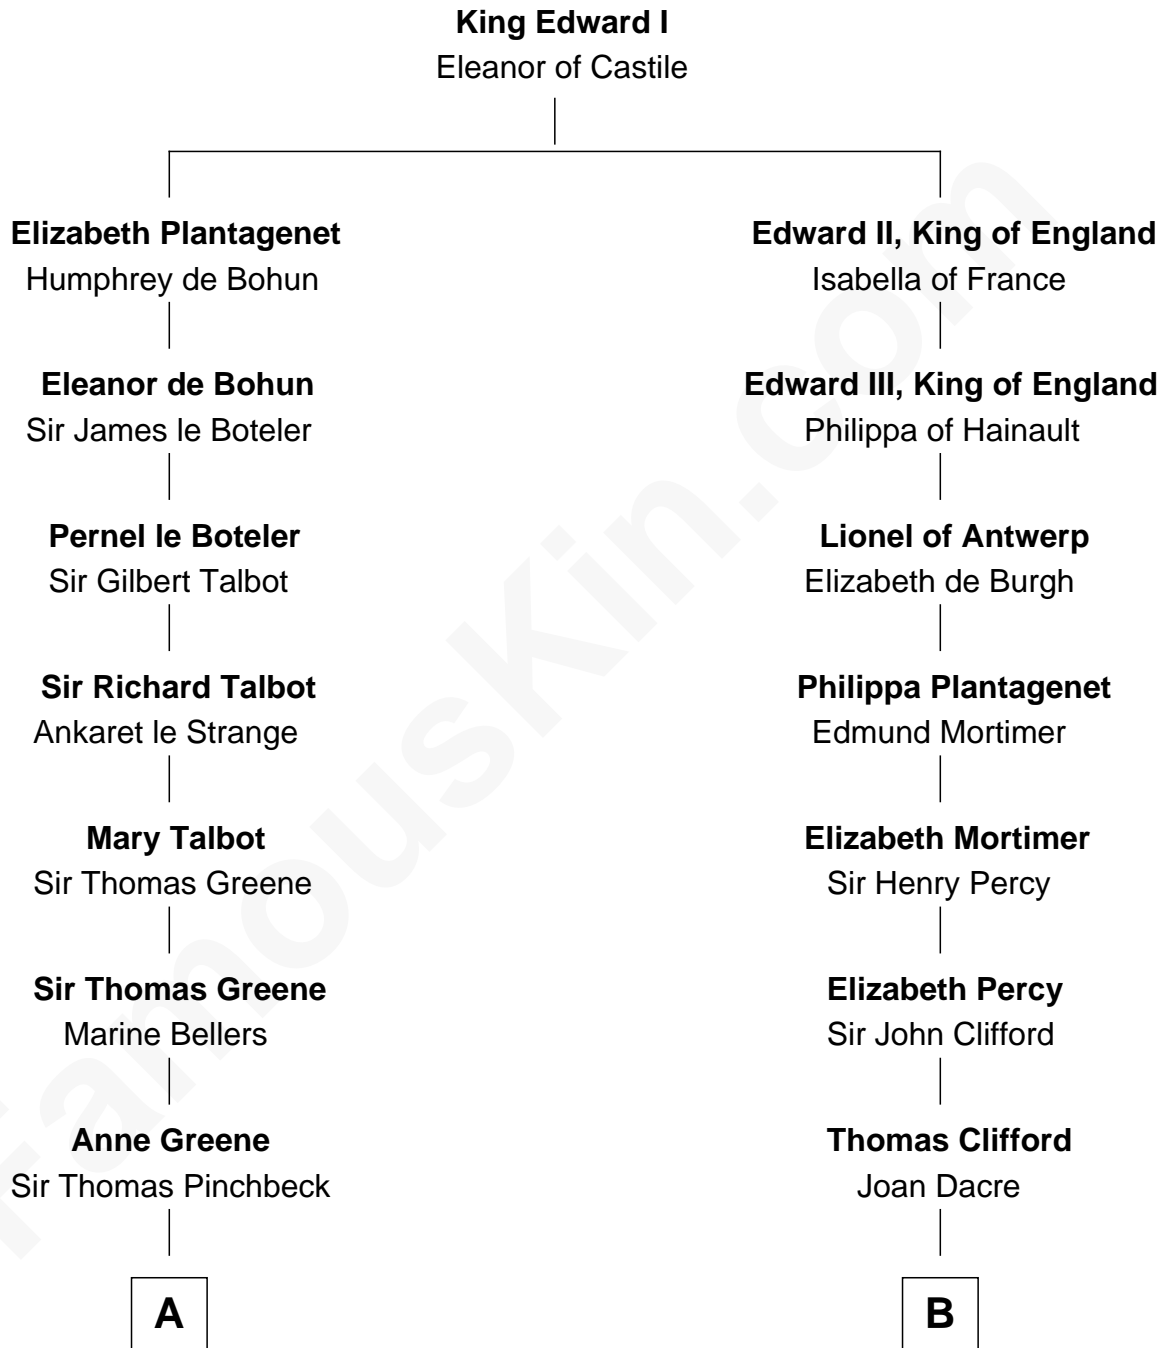 King Edward I
Eleanor of Castile
Elizabeth Plantagenet
Humphrey de Bohun
Eleanor de Bohun
Sir James le Boteler
Pernel le Boteler
Sir Gilbert Talbot
Sir Richard Talbot
Ankaret le Strange
Mary Talbot
Sir Thomas Greene
Sir Thomas Greene
Marine Bellers
Anne Greene
Sir Thomas Pinchbeck
A
Edward II, King of England
Isabella of France
Edward III, King of England
Philippa of Hainault
Lionel of Antwerp
Elizabeth de Burgh
Philippa Plantagenet
Edmund Mortimer
Elizabeth Mortimer
Sir Henry Percy
Elizabeth Percy
Sir John Clifford
Thomas Clifford
Joan Dacre
B
FamousKin.com